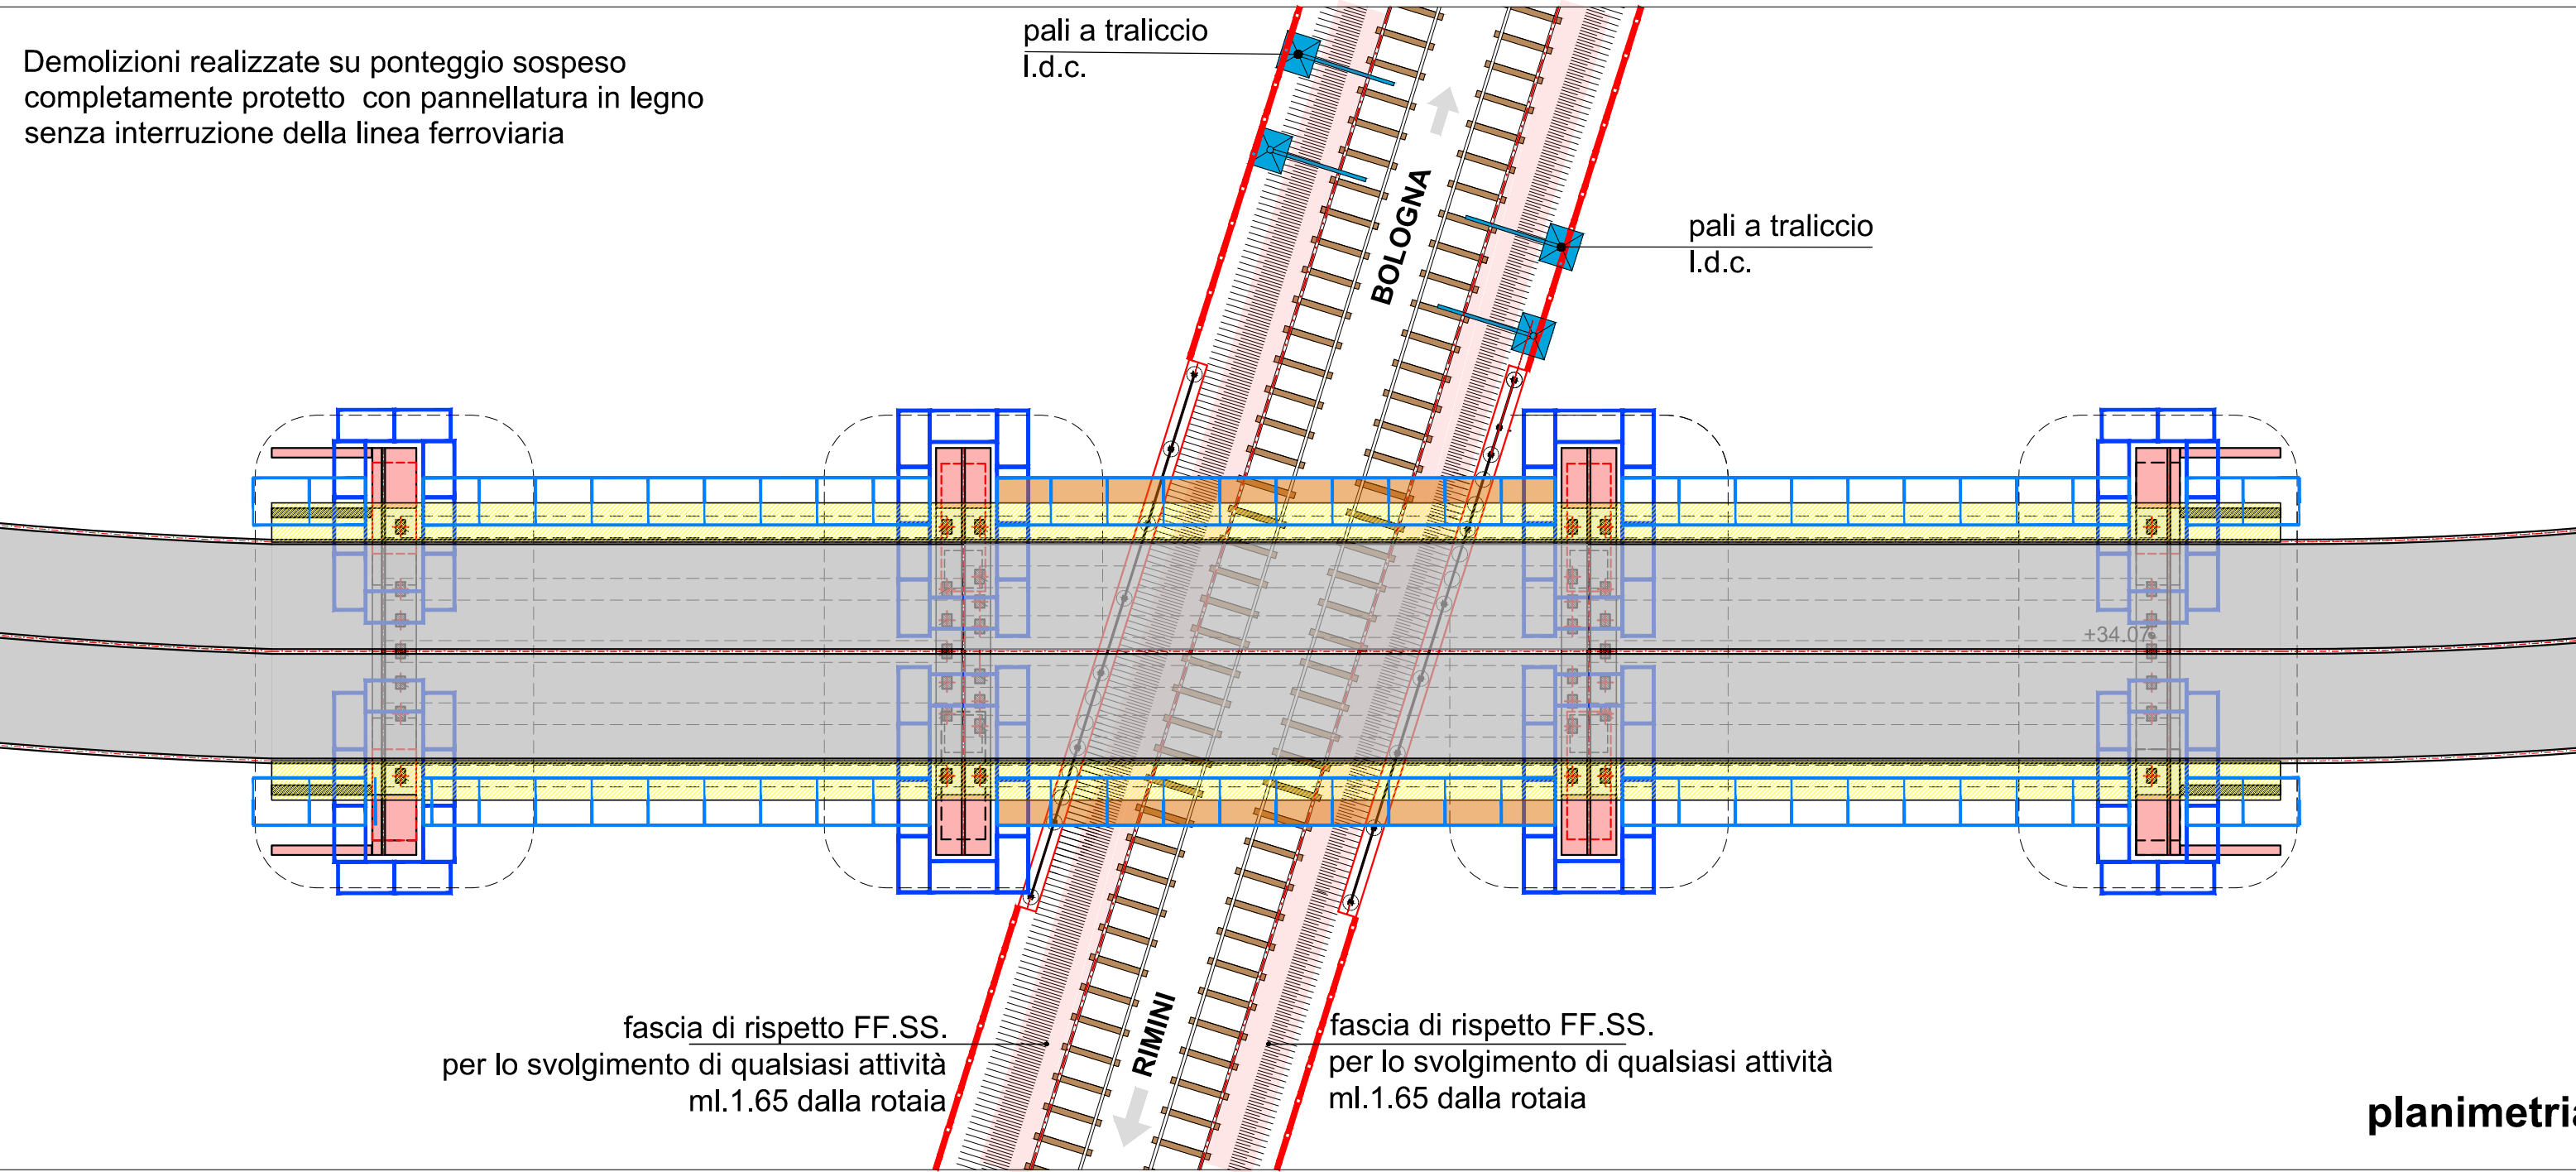 Demolizioni realizzate su ponteggio sospeso
completamente protetto con pannellatura in legno
senza interruzione della linea ferroviaria
pali a traliccio
l.d.c.
BOLOGNA
pali a traliccio
l.d.c.
+34.07
RIMINI
fascia di rispetto FF.SS.
per lo svolgimento di qualsiasi attività
ml.1.65 dalla rotaia
fascia di rispetto FF.SS.
per lo svolgimento di qualsiasi attività
ml.1.65 dalla rotaia
planimetria